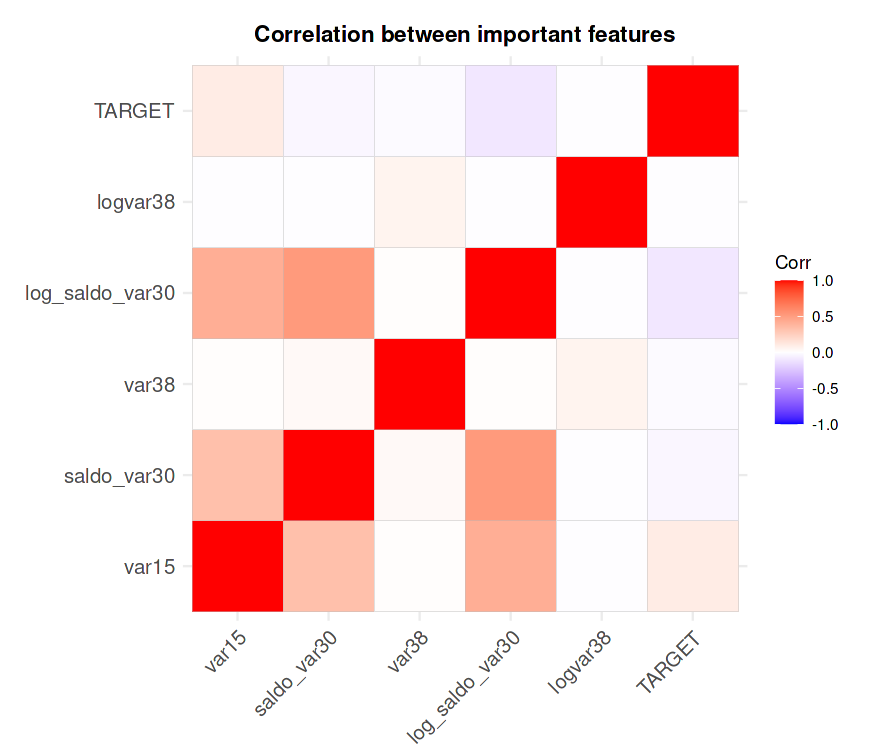 Correlation between important features
TARGET
logvar38
log_saldo_var30
var38
saldo_var30
var15
var15
saldo_var30
var38
log_saldo_var30
logvar38
TARGET
Corr
1.0
0.5
0.0
-0.5
-1.0